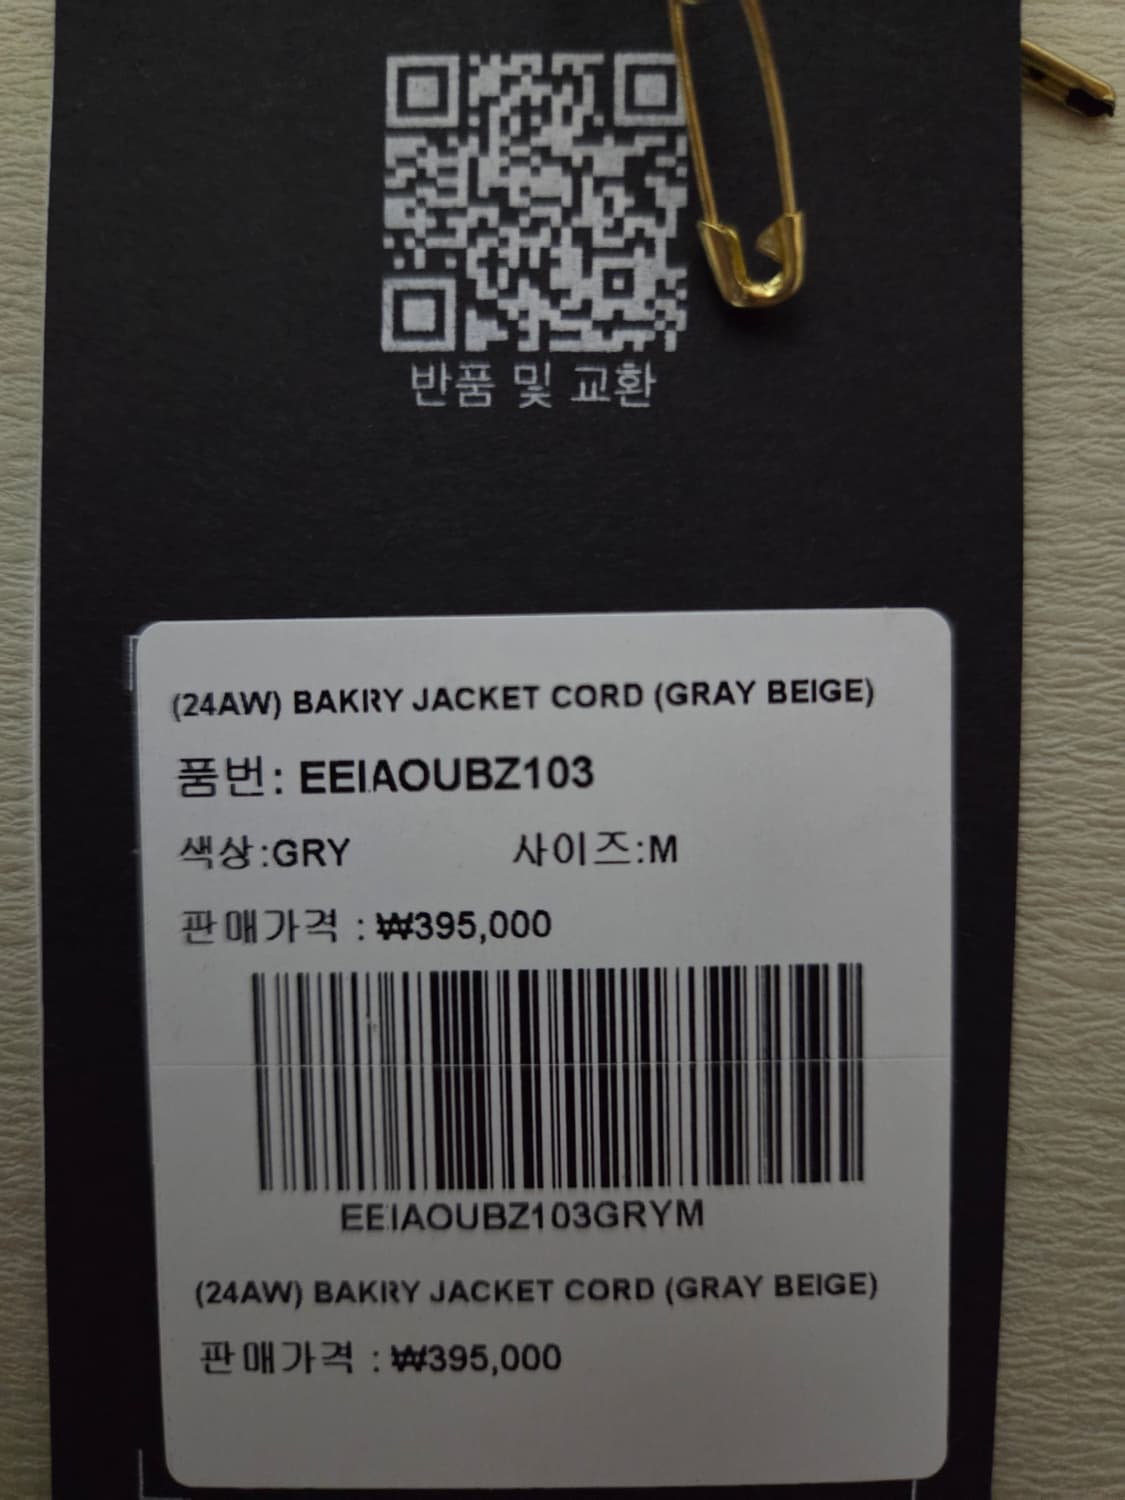 반품 및 교환
(24AW) BAKRY JACKET CORD (GRAY BEIGE)
품번: EEIAOUBZ103
색상:GRY 사이즈:M
판매가격 : ₩395,000
EEIAOUBZ103GRYM
(24AW) BAKRY JACKET CORD (GRAY BEIGE)
판매가격 : ₩395,000